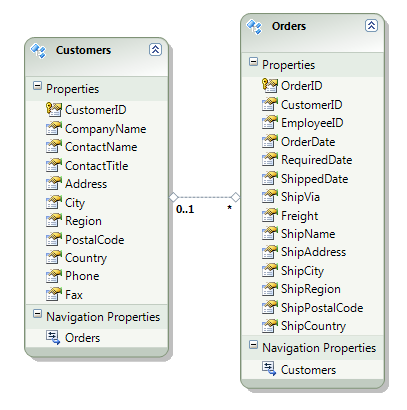 Customers
Properties
CustomerID
CompanyName
ContactName
ContactTitle
Address
City
Region
PostalCode
Country
Phone
Fax
Navigation Properties
Orders
0..1
*
Orders
Properties
OrderID
CustomerID
EmployeeID
OrderDate
RequiredDate
ShippedDate
ShipVia
Freight
ShipName
ShipAddress
ShipCity
ShipRegion
ShipPostalCode
ShipCountry
Navigation Properties
Customers